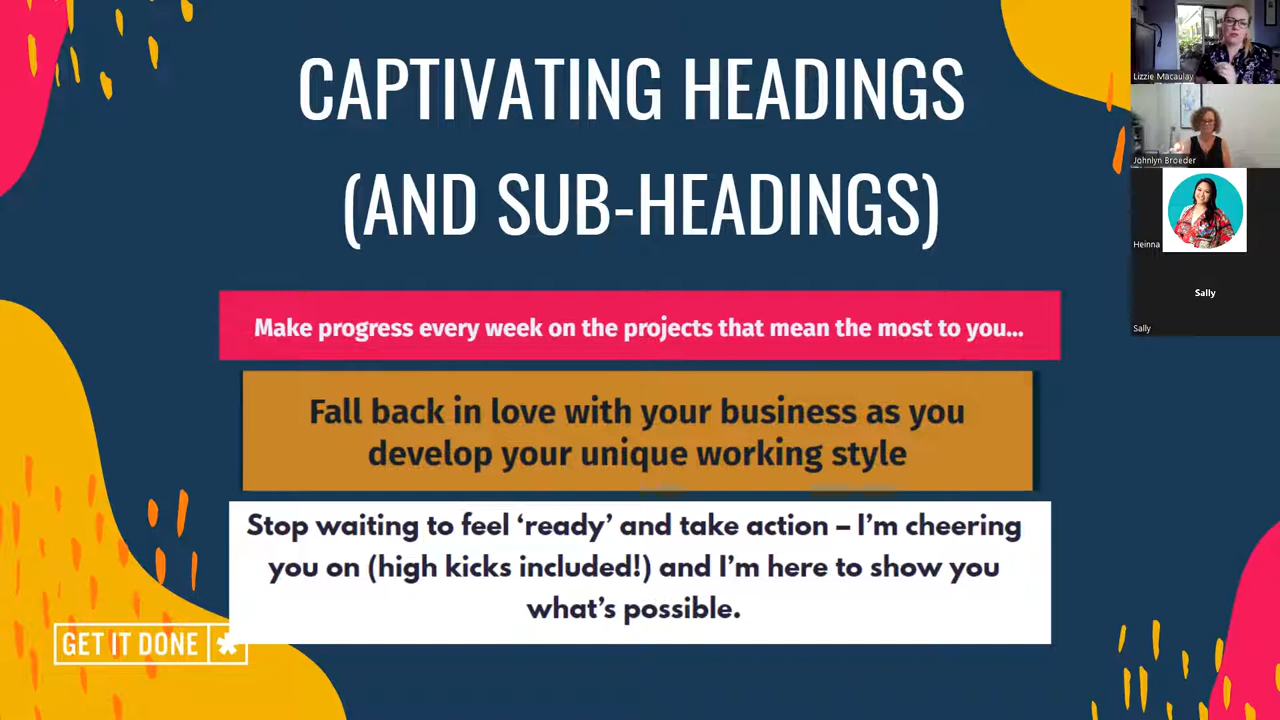 CAPTIVATING HEADINGS
(AND SUB-HEADINGS)
Make progress every week on the projects that mean the most to you...
Fall back in love with your business as you
develop your unique working style
Stop waiting to feel ‘ready’ and take action – I’m cheering
you on (high kicks included!) and I’m here to show you
what’s possible.
GET IT DONE *
Lizzie Macaulay
Johnlyn Broeder
Heinna
Sally
Sally